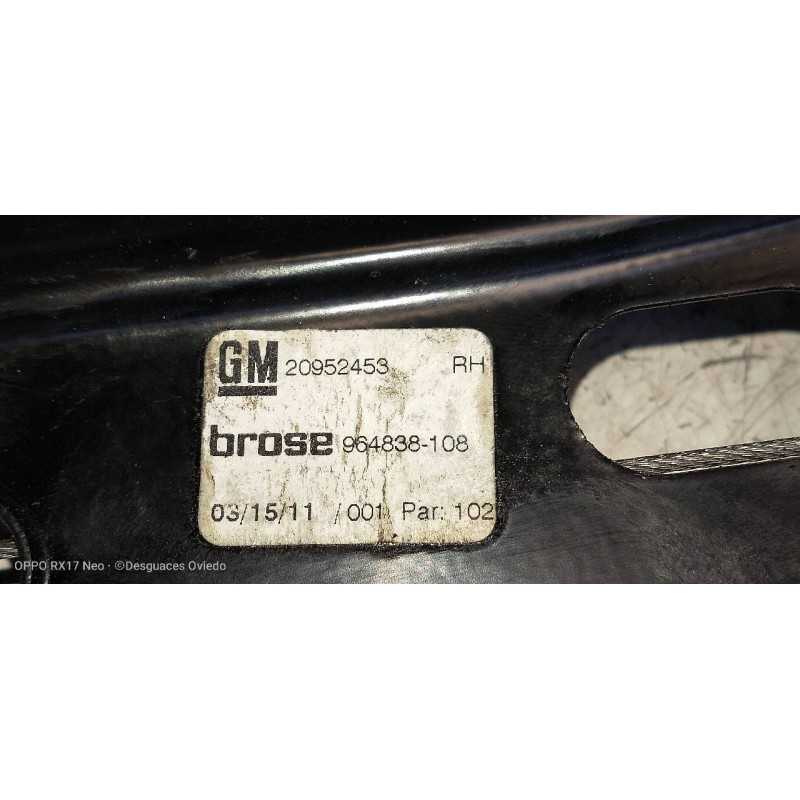 GM 20952453 RH
brose 964838-108
03/15/11 /001 Par: 102
OPPO RX17 Neo · ©Desguaces Oviedo